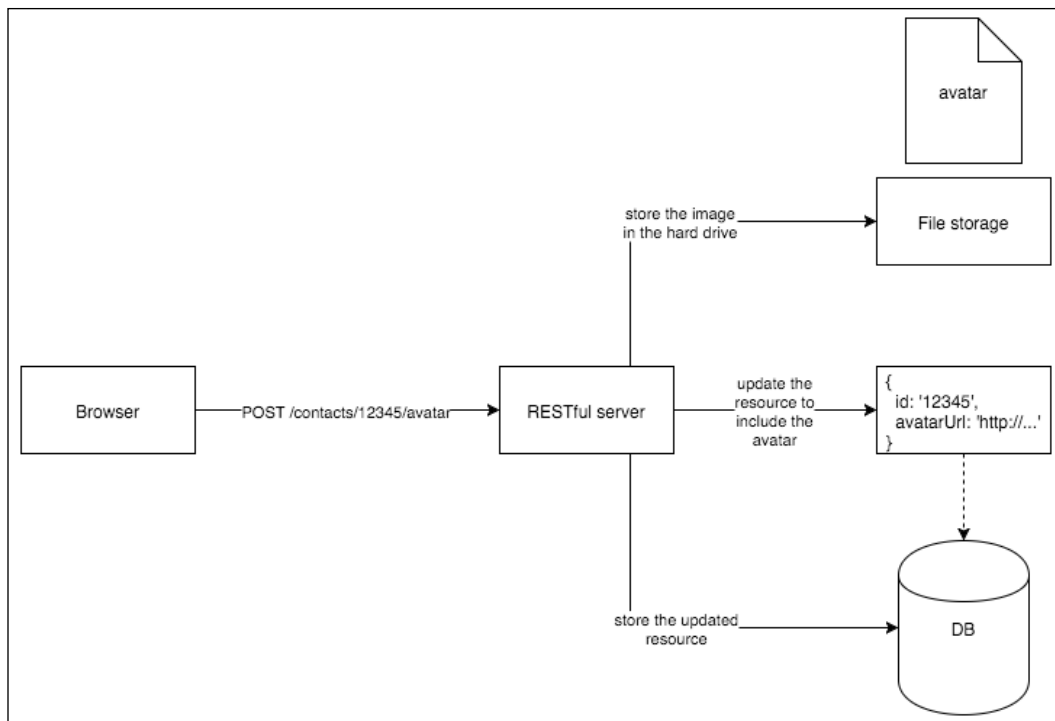 avatar
store the image
in the hard drive
File storage
Browser
POST /contacts/12345/avatar
RESTful server
update the
resource to
include the
avatar
{
id: '12345',
avatarUrl: 'http://...'
}
store the updated
resource
DB